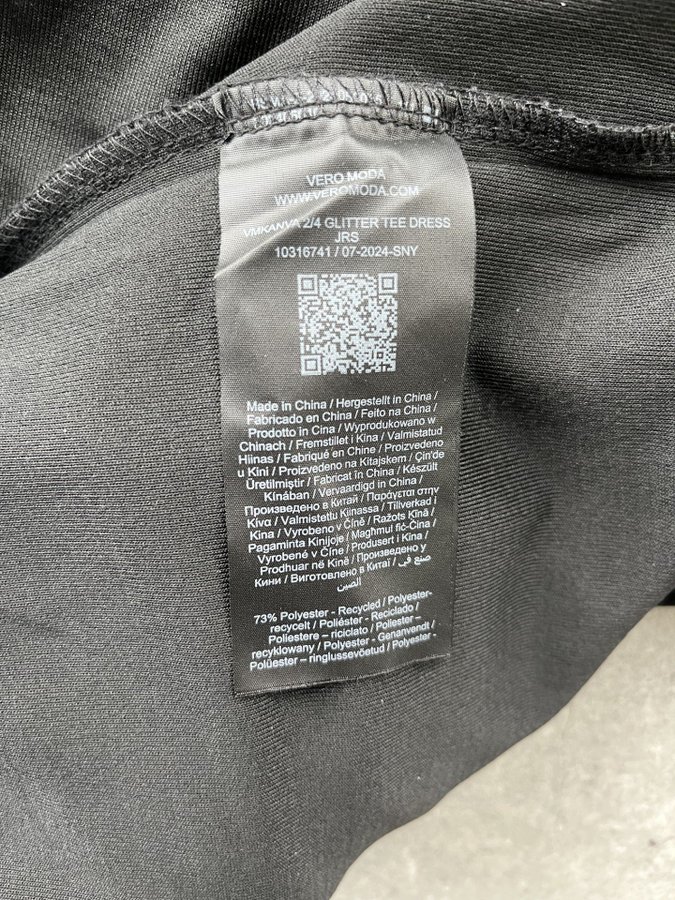 VERO MODA
WWW.VEROMODA.COM
VMKANVA 2/4 GLITTER TEE DRESS
JRS
10316741 / 07-2024-SNY
Made in China / Hergestellt in China /
Fabricado en China / Feito na China /
Prodotto in Cina / Wyprodukowano w
Chinach / Fremstillet i Kina / Valmistatud
Hiinas / Fabriqué en Chine / Proizvedeno
u Kini / Proizvedeno na Kitajskem / Çin'de
Üretilmiştir / Fabricat în China / Készült
Kínában / Vervaardigd in China /
Произведено в Китай / Παράγεται στην
Κίνα / Valmistettu Kiinassa / Tillverkad i
Kina / Vyrobeno v Číně / Ražots Ķīnā /
Pagaminta Kinijoje / Magħmul fiċ-Ċina /
Vyrobené v Číne / Produsert i Kina /
Prodhuar në Kinë / Произведено у
Кини / Виготовлено в Китаї / صنع في
الصين
73% Polyester - Recycled / Polyester-
recycelt / Poliéster - Reciclado /
Poliestere – riciclato / Poliester –
recyklowany / Polyester - Genanvendt /
Polüester – ringlussevõetud / Polyester -